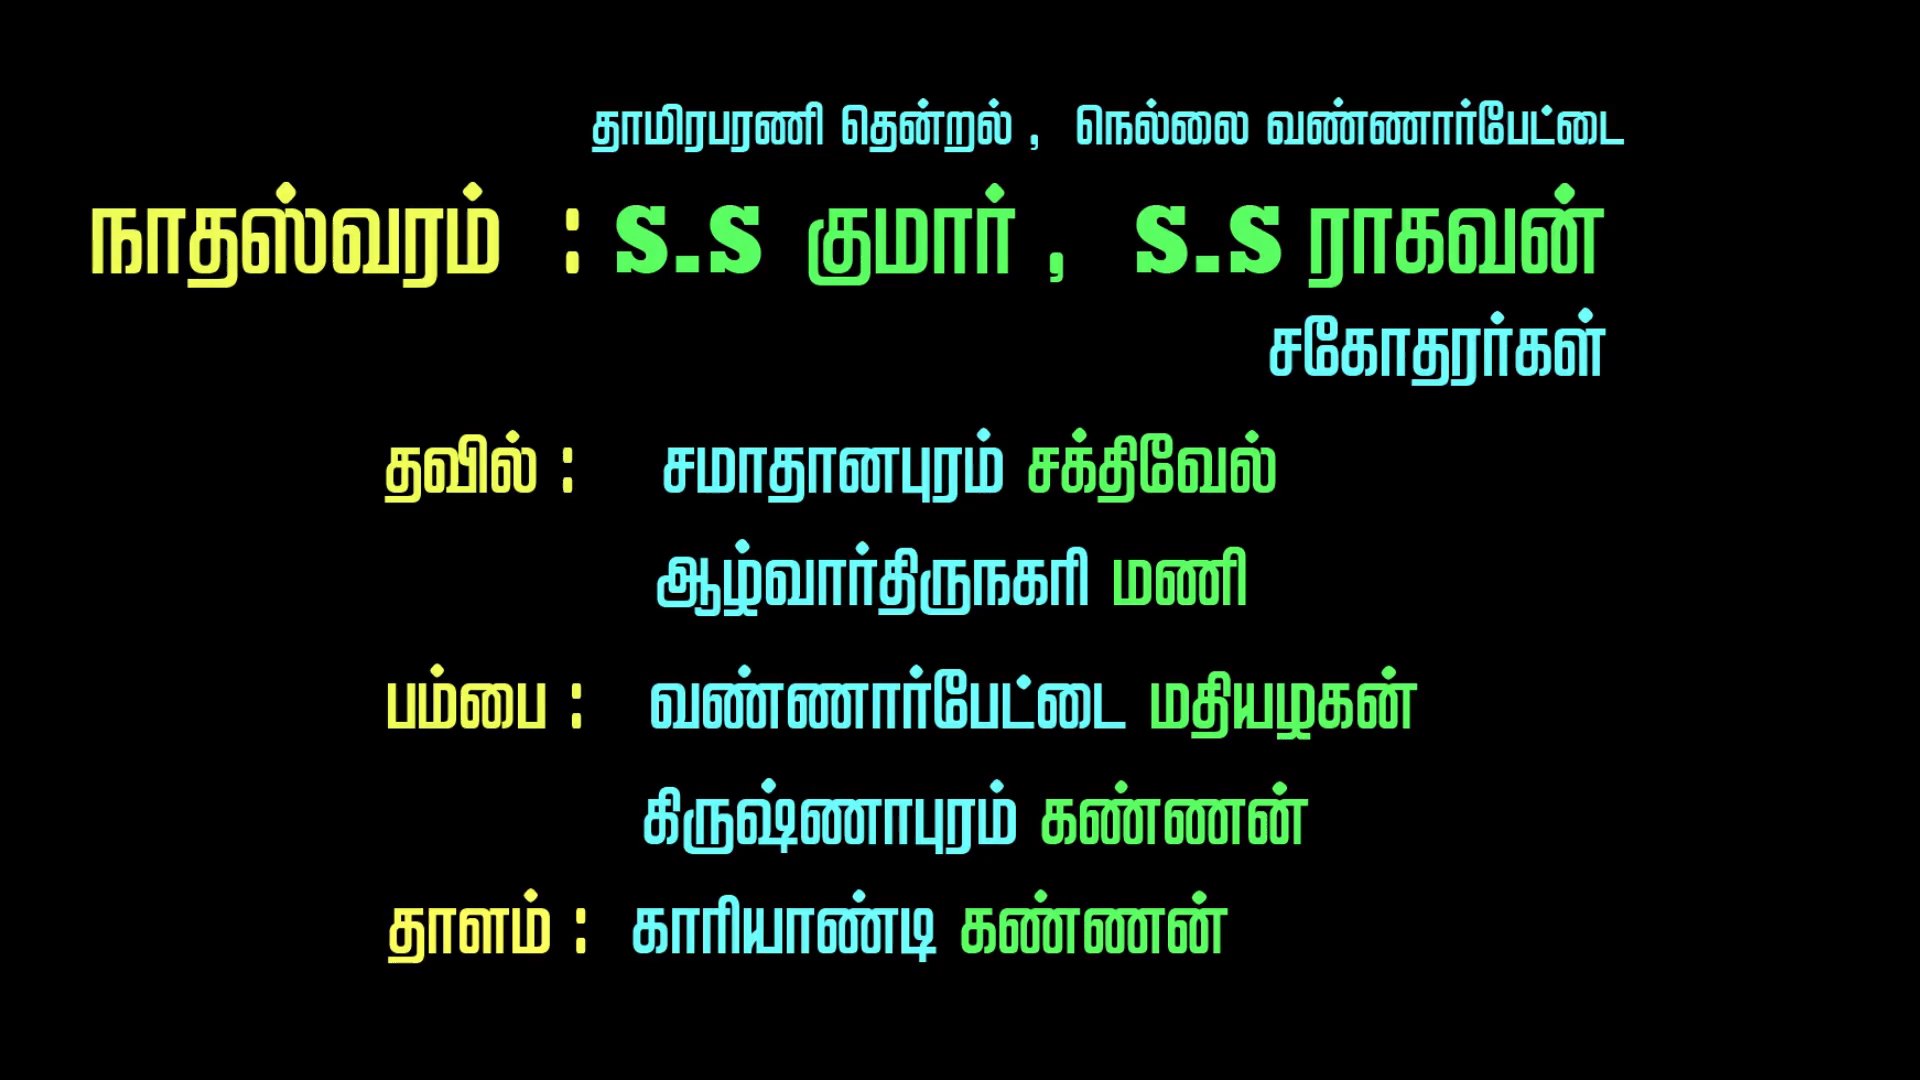 தாமிரபரணி தென்றல் , நெல்லை வண்ணார்பேட்டை
நாதஸ்வரம் : S.S குமார் , S.S ராகவன்
சகோதரர்கள்
தவில் : சமாதானபுரம் சக்திவேல்
ஆழ்வார்திருநகரி மணி
பம்பை : வண்ணார்பேட்டை மதியழகன்
கிருஷ்ணாபுரம் கண்ணன்
தாளம் : காரியாண்டி கண்ணன்